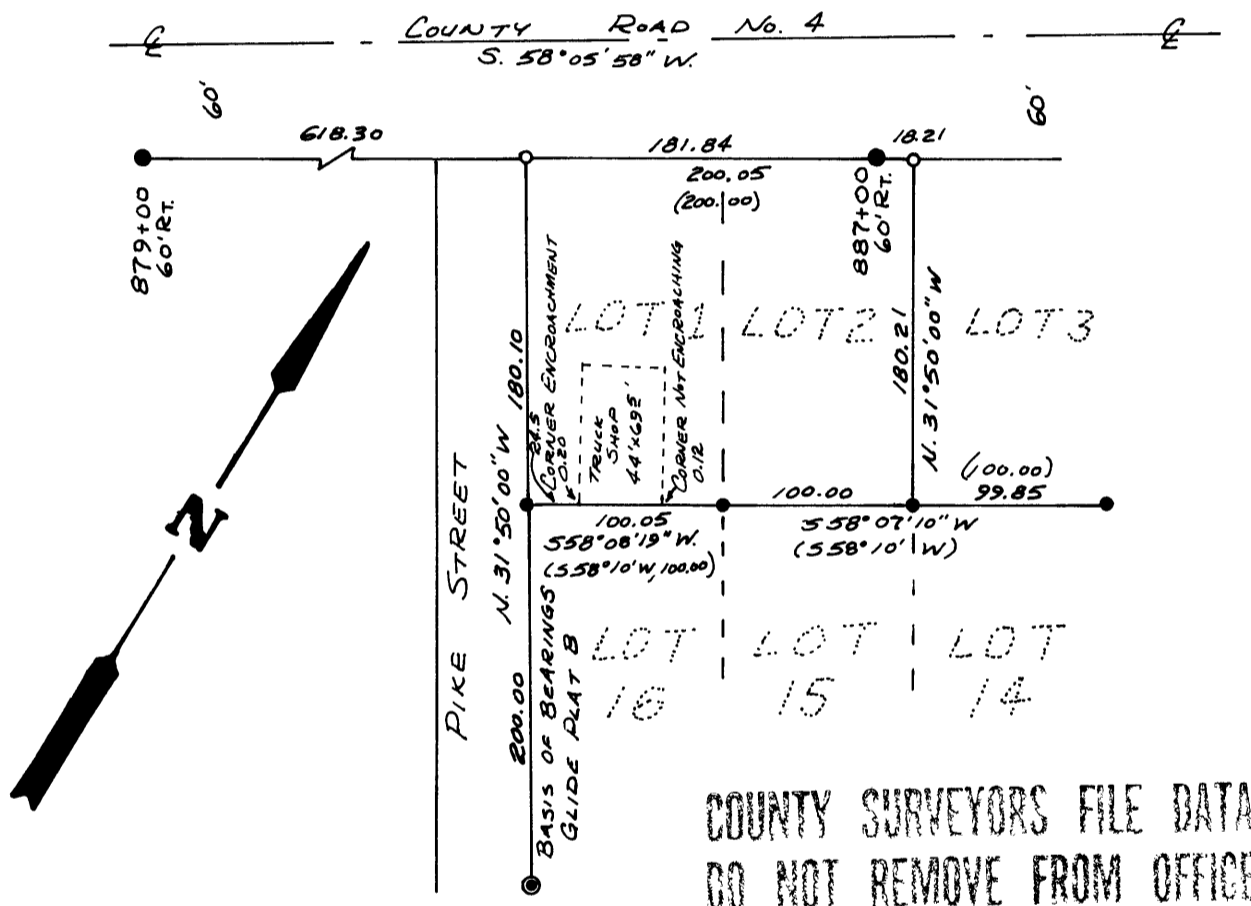 ℄ COUNTY ROAD No. 4 ℄
S. 58°05'58" W.
60'
60'
618.30
181.84
18.21
200.05
(200.00)
879+00
60' RT.
887+00
60' RT.
LOT 1
LOT 2
LOT 3
180.10
N. 31°50'00" W
24.5
CORNER ENCROACHMENT
0.20
TRUCK
SHOP
44'x69⁵'
CORNER NOT ENCROACHING
0.12
180.21
N. 31°50'00" W
(100.00)
99.85
100.00
100.05
S58°08'19" W.
(S58°10' W, 100.00)
S58°07'10" W
(S58°10' W)
N
PIKE STREET
200.00
BASIS OF BEARINGS
GLIDE PLAT B
LOT
16
LOT
15
LOT
14
COUNTY SURVEYORS FILE DATA
DO NOT REMOVE FROM OFFICE